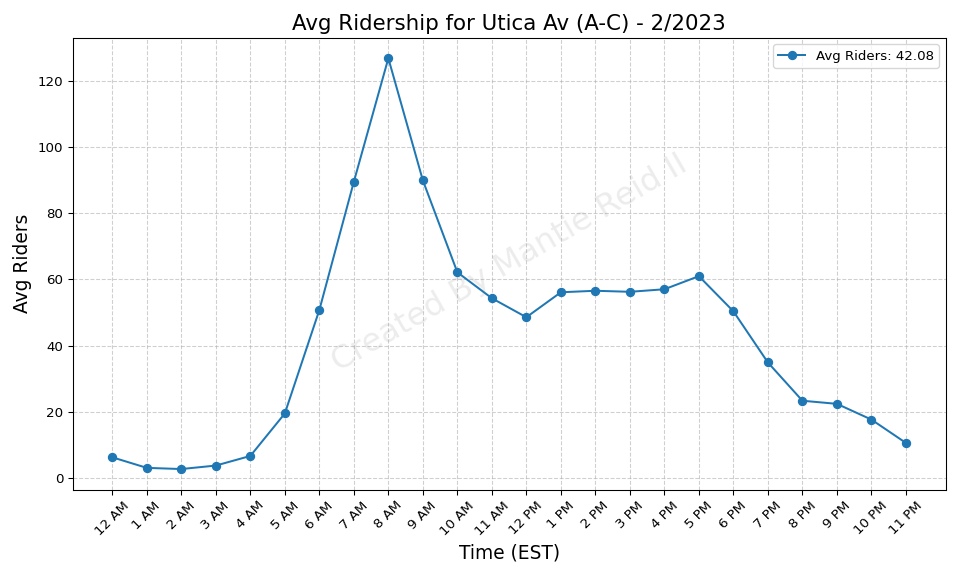 Avg Ridership for Utica Av (A-C) - 2/2023
Avg Riders: 42.08
Avg Riders
120
100
80
60
40
20
0
Created By Mantle Reid II
12 AM
1 AM
2 AM
3 AM
4 AM
5 AM
6 AM
7 AM
8 AM
9 AM
10 AM
11 AM
12 PM
1 PM
2 PM
3 PM
4 PM
5 PM
6 PM
7 PM
8 PM
9 PM
10 PM
11 PM
Time (EST)